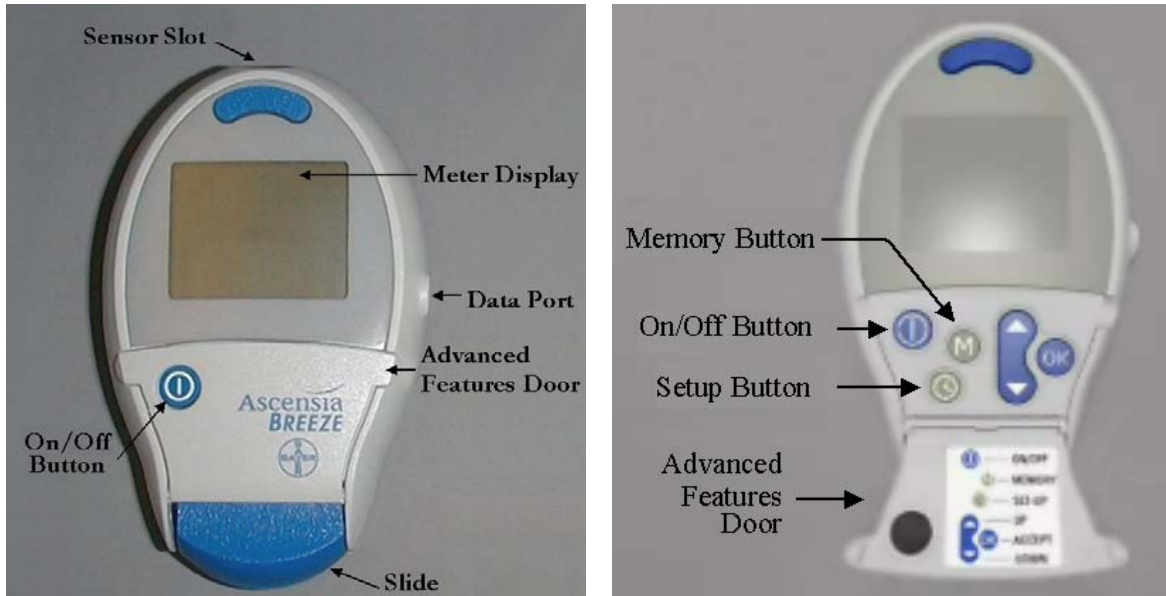 Sensor Slot
Meter Display
Data Port
Advanced
Features Door
Ascensia
BREEZE
BAYER
On/Off
Button
Slide
Memory Button
On/Off Button
M
OK
Setup Button
Advanced
Features
Door
ON/OFF
MEMORY
SET-UP
UP
OK
ACCEPT
DOWN